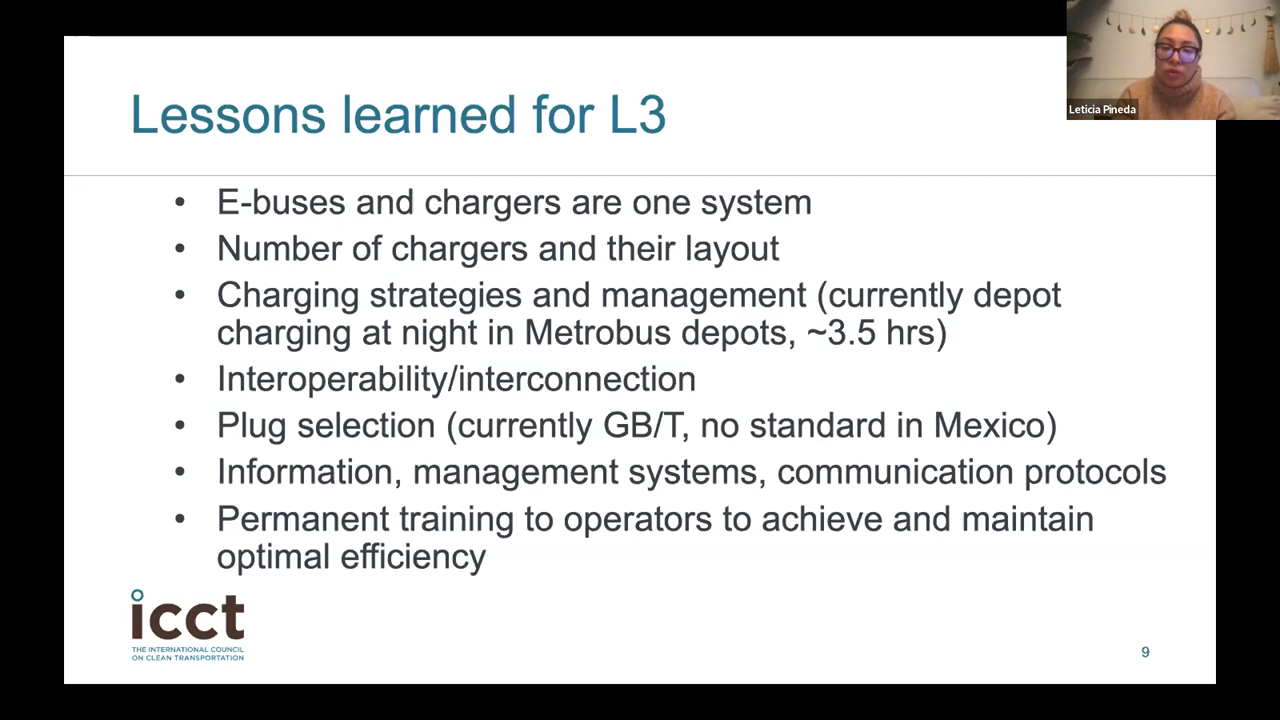 Leticia Pineda
Lessons learned for L3
• E-buses and chargers are one system
• Number of chargers and their layout
• Charging strategies and management (currently depot
charging at night in Metrobus depots, ~3.5 hrs)
• Interoperability/interconnection
• Plug selection (currently GB/T, no standard in Mexico)
• Information, management systems, communication protocols
• Permanent training to operators to achieve and maintain
optimal efficiency
icct
THE INTERNATIONAL COUNCIL
ON CLEAN TRANSPORTATION
9